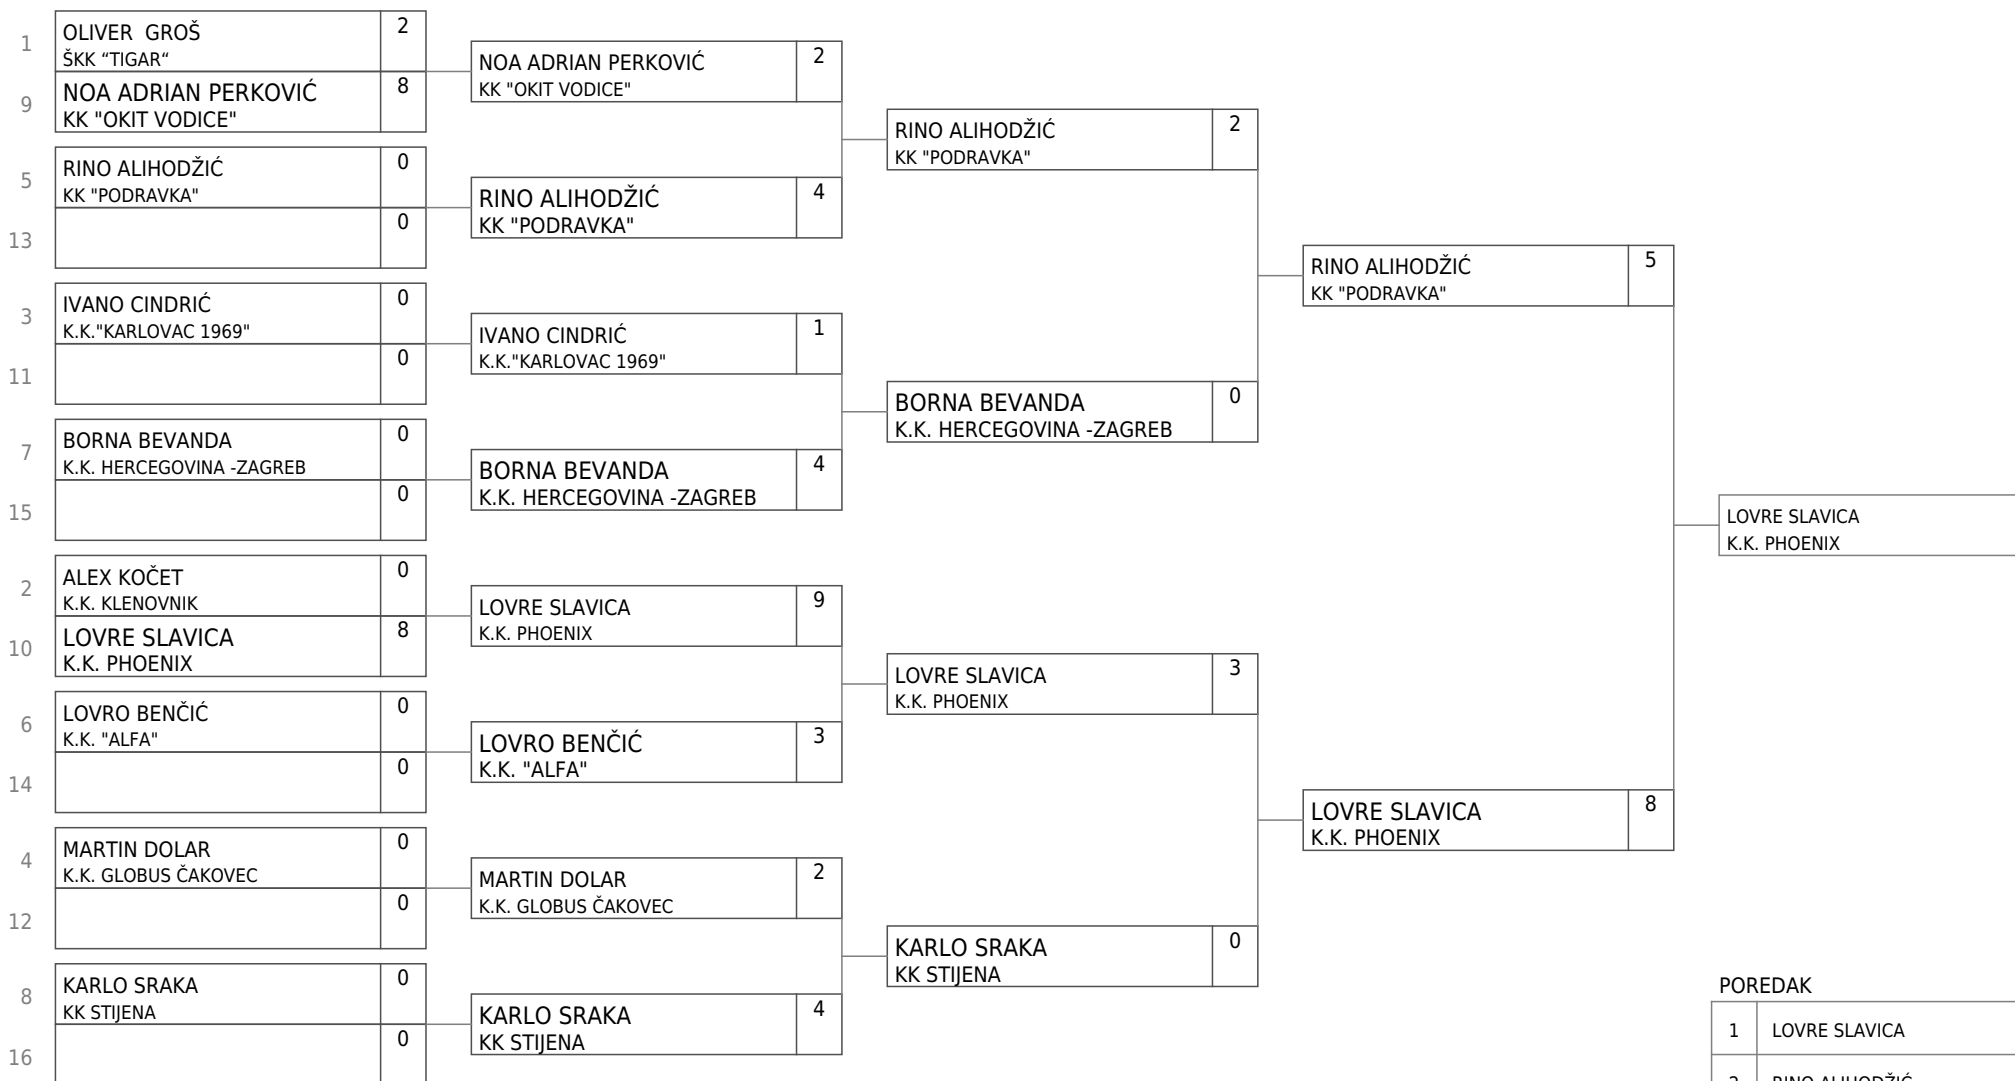 1
OLIVER  GROŠ
ŠKK “TIGAR“
2
9
NOA ADRIAN PERKOVIĆ
KK "OKIT VODICE"
8
5
RINO ALIHODŽIĆ
KK "PODRAVKA"
0
13
0
3
IVANO CINDRIĆ
K.K."KARLOVAC 1969"
0
11
0
7
BORNA BEVANDA
K.K. HERCEGOVINA -ZAGREB
0
15
0
2
ALEX KOČET
K.K. KLENOVNIK
0
10
LOVRE SLAVICA
K.K. PHOENIX
8
6
LOVRO BENČIĆ
K.K. "ALFA"
0
14
0
4
MARTIN DOLAR
K.K. GLOBUS ČAKOVEC
0
12
0
8
KARLO SRAKA
KK STIJENA
0
16
0
NOA ADRIAN PERKOVIĆ
KK "OKIT VODICE"
2
RINO ALIHODŽIĆ
KK "PODRAVKA"
4
IVANO CINDRIĆ
K.K."KARLOVAC 1969"
1
BORNA BEVANDA
K.K. HERCEGOVINA -ZAGREB
4
LOVRE SLAVICA
K.K. PHOENIX
9
LOVRO BENČIĆ
K.K. "ALFA"
3
MARTIN DOLAR
K.K. GLOBUS ČAKOVEC
2
KARLO SRAKA
KK STIJENA
4
RINO ALIHODŽIĆ
KK "PODRAVKA"
2
BORNA BEVANDA
K.K. HERCEGOVINA -ZAGREB
0
LOVRE SLAVICA
K.K. PHOENIX
3
KARLO SRAKA
KK STIJENA
0
RINO ALIHODŽIĆ
KK "PODRAVKA"
5
LOVRE SLAVICA
K.K. PHOENIX
8
LOVRE SLAVICA
K.K. PHOENIX
POREDAK
1 LOVRE SLAVICA
2 RINO ALIHODŽIĆ